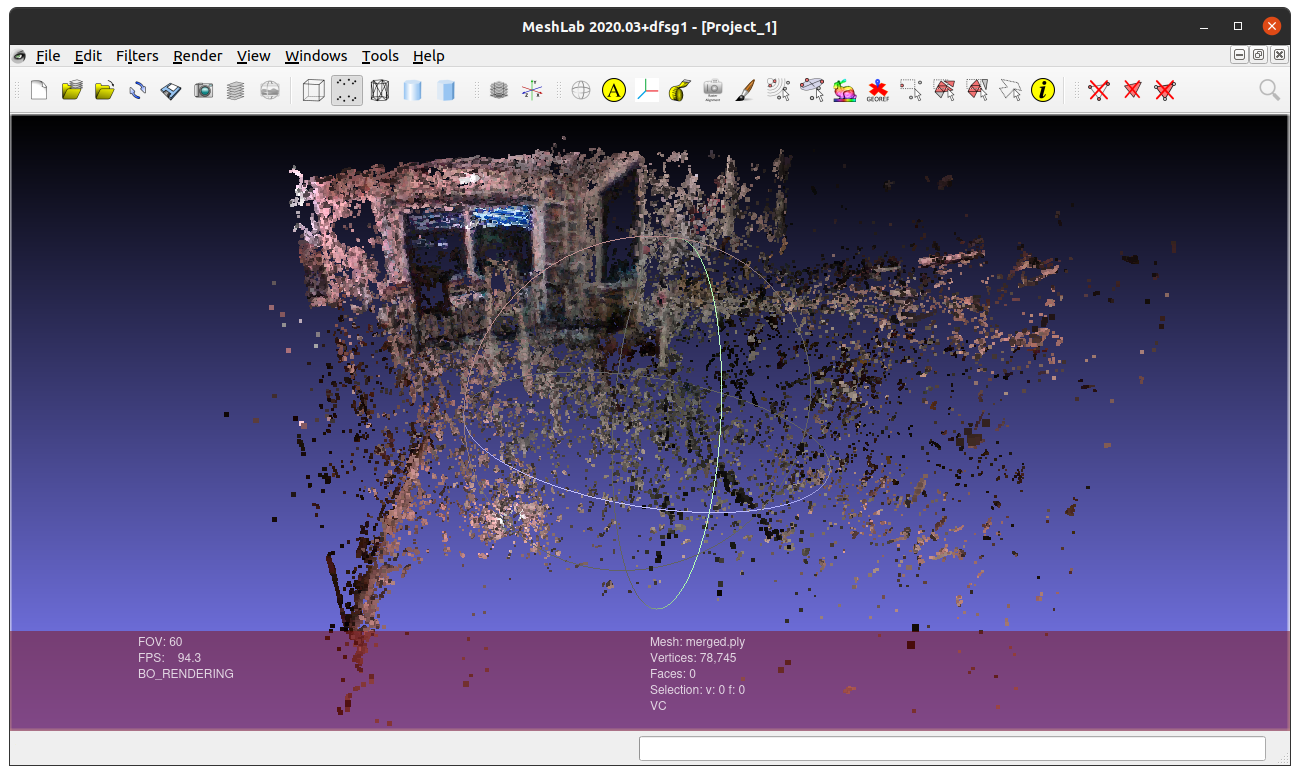 MeshLab 2020.03+dfsg1 - [Project_1]
File Edit Filters Render View Windows Tools Help
A
GEOREF
i
FOV: 60
FPS: 94.3
BO_RENDERING
Mesh: merged.ply
Vertices: 78,745
Faces: 0
Selection: v: 0 f: 0
VC